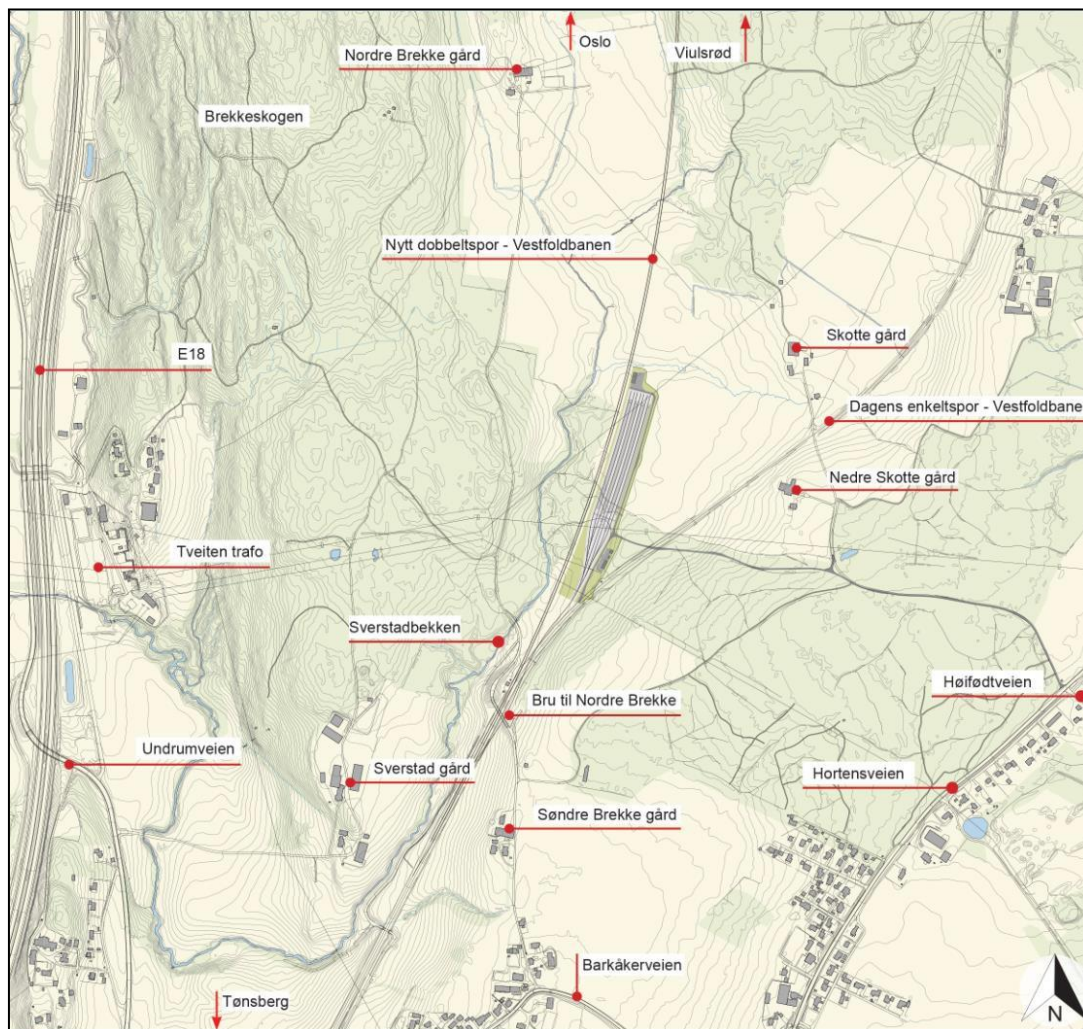 Oslo
Viulsrød
Nordre Brekke gård
Brekkeskogen
Nytt dobbeltspor - Vestfoldbanen
Skotte gård
E18
Dagens enkeltspor - Vestfoldbane
Nedre Skotte gård
Tveiten trafo
Sverstadbekken
Høifødtveien
Bru til Nordre Brekke
Undrumveien
Sverstad gård
Hortensveien
Søndre Brekke gård
Barkåkerveien
Tønsberg
N